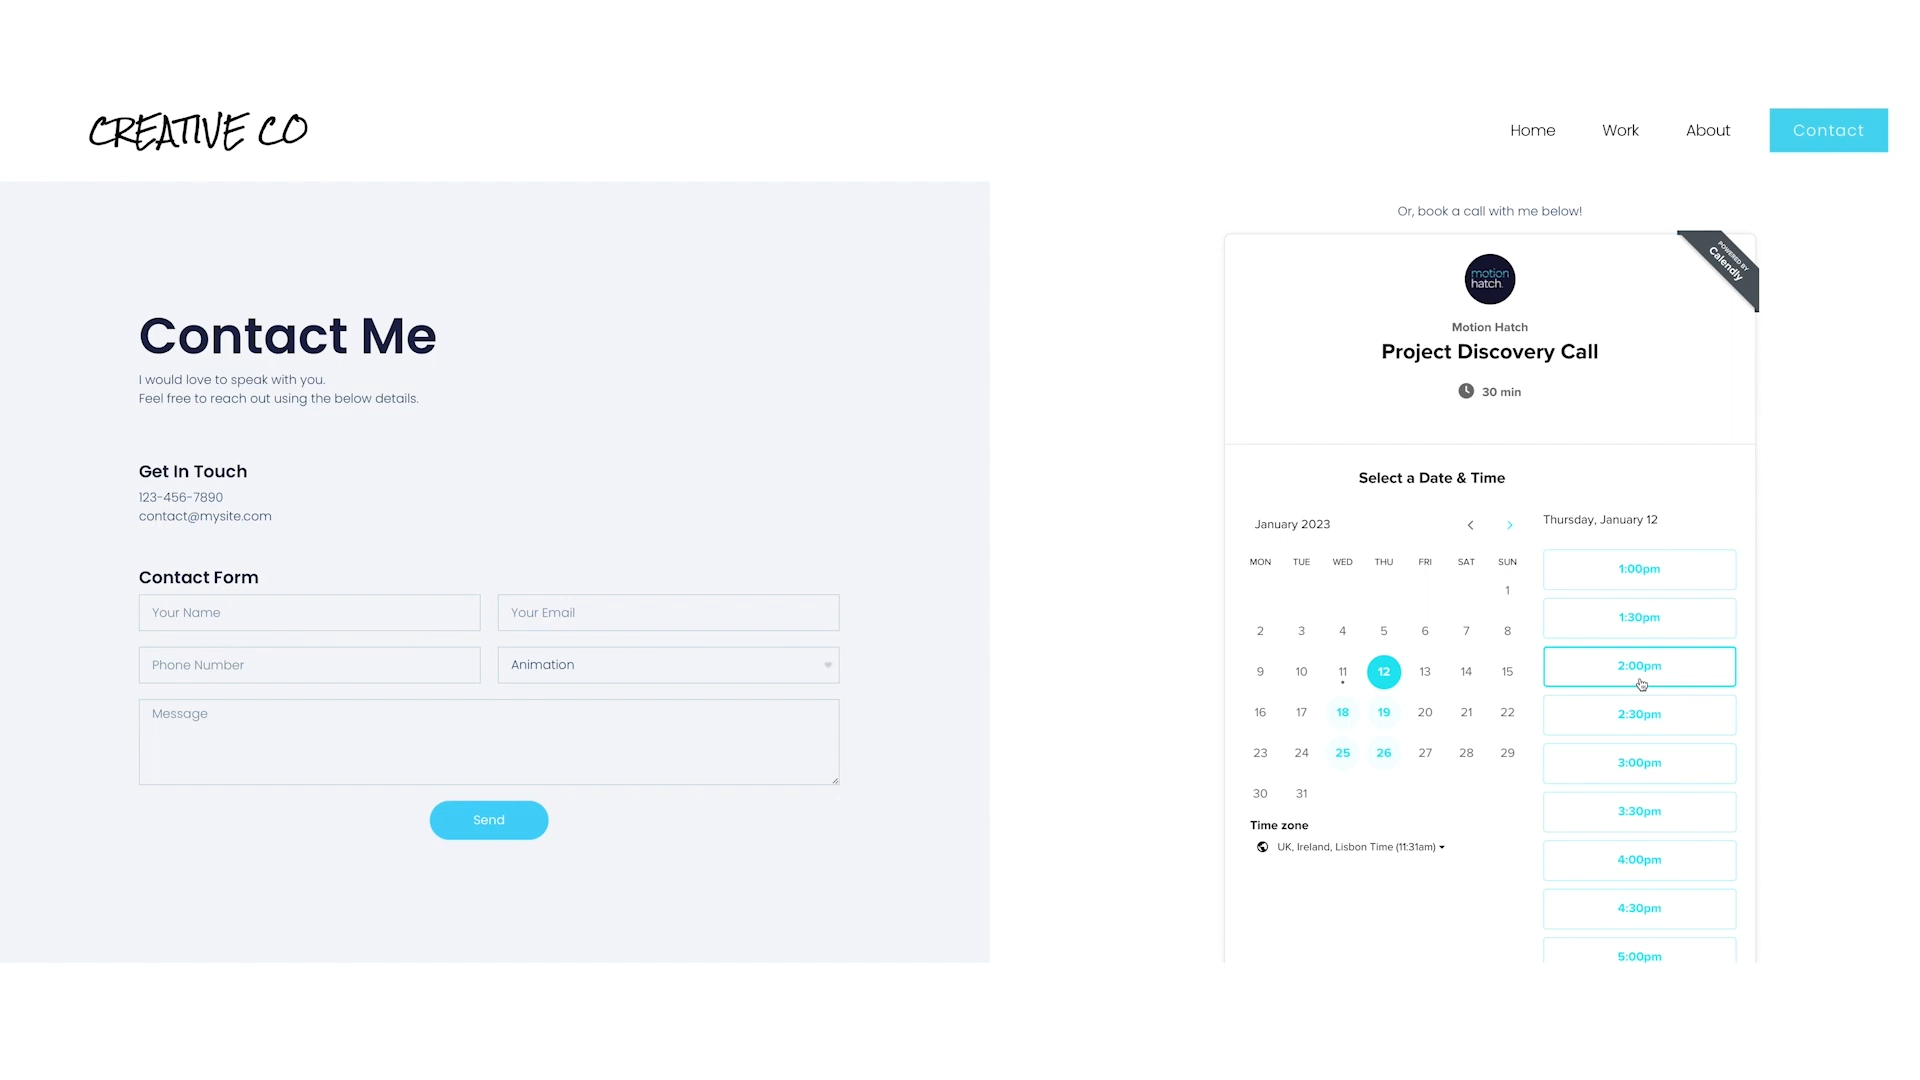 CREATIVE CO
Home Work About Contact
Contact Me
I would love to speak with you.
Feel free to reach out using the below details.
Get In Touch
123-456-7890
contact@mysite.com
Contact Form
Your Name Your Email
Phone Number Animation
Message
Send
Or, book a call with me below!
POWERED BY
Calendly
motion
hatch.
Motion Hatch
Project Discovery Call
30 min
Select a Date & Time
January 2023
MON TUE WED THU FRI SAT SUN
1
2 3 4 5 6 7 8
9 10 11 12 13 14 15
16 17 18 19 20 21 22
23 24 25 26 27 28 29
30 31
Time zone
UK, Ireland, Lisbon Time (11:31am)
Thursday, January 12
1:00pm
1:30pm
2:00pm
2:30pm
3:00pm
3:30pm
4:00pm
4:30pm
5:00pm